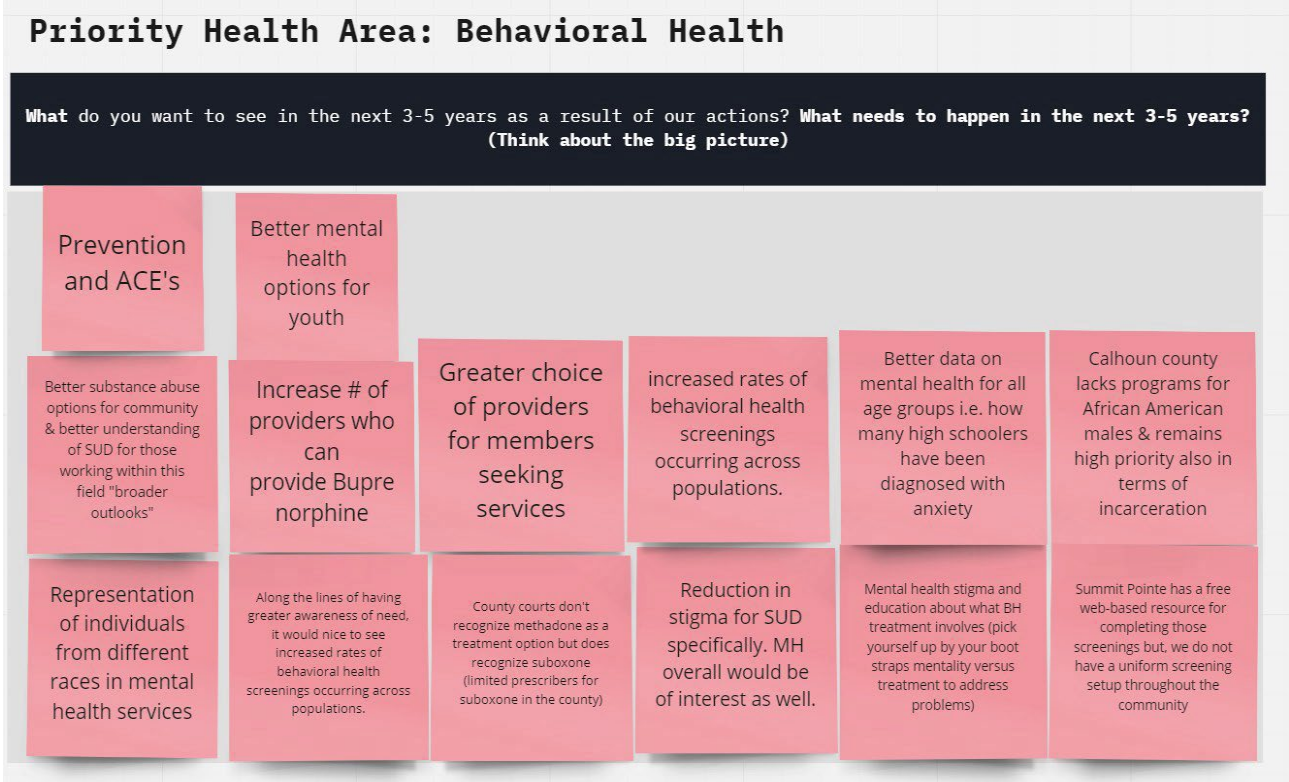 Priority Health Area: Behavioral Health
What do you want to see in the next 3-5 years as a result of our actions? What needs to happen in the next 3-5 years?
(Think about the big picture)
Prevention
and ACE's
Better mental
health
options for
youth
Better substance abuse
options for community
& better understanding
of SUD for those
working within this
field "broader
outlooks"
Increase # of
providers who
can
provide Bupre
norphine
Greater choice
of providers
for members
seeking
services
increased rates of
behavioral health
screenings
occurring across
populations.
Better data on
mental health for all
age groups i.e. how
many high schoolers
have been
diagnosed with
anxiety
Calhoun county
lacks programs for
African American
males & remains
high priority also in
terms of
incarceration
Representation
of individuals
from different
races in mental
health services
Along the lines of having
greater awareness of need,
it would nice to see
increased rates of
behavioral health
screenings occurring across
populations.
County courts don't
recognize methadone as a
treatment option but does
recognize suboxone
(limited prescribers for
suboxone in the county)
Reduction in
stigma for SUD
specifically. MH
overall would be
of interest as well.
Mental health stigma and
education about what BH
treatment involves (pick
yourself up by your boot
straps mentality versus
treatment to address
problems)
Summit Pointe has a free
web-based resource for
completing those
screenings but, we do not
have a uniform screening
setup throughout the
community